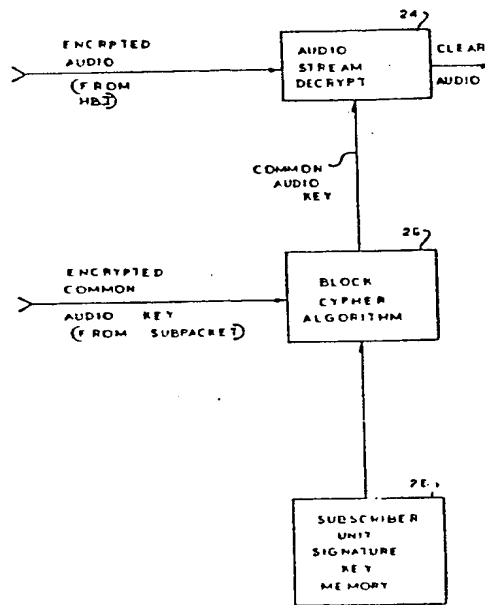 24
ENCRYPTED
AUDIO
(FROM
HBI)
AUDIO
STREAM
DECRYPT
CLEAR
AUDIO
COMMON
AUDIO
KEY
26
ENCRYPTED
COMMON
AUDIO KEY
(FROM SUBPACKET)
BLOCK
CYPHER
ALGORITHM
SUBSCRIBER
UNIT
SIGNATURE
KEY
MEMORY